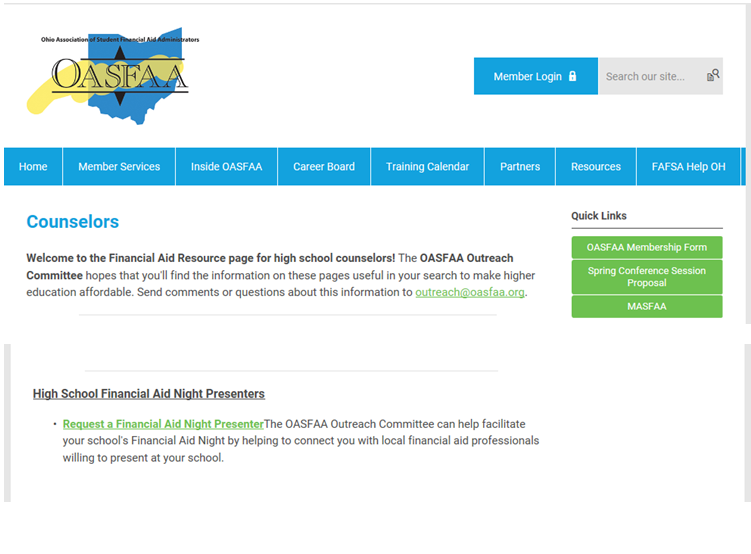 Ohio Association of Student Financial Aid Administrators
OASFAA
Member Login
Search our site...
Home
Member Services
Inside OASFAA
Career Board
Training Calendar
Partners
Resources
FAFSA Help OH
Counselors
Welcome to the Financial Aid Resource page for high school counselors! The OASFAA Outreach
Committee hopes that you'll find the information on these pages useful in your search to make higher
education affordable. Send comments or questions about this information to outreach@oasfaa.org.
Quick Links
OASFAA Membership Form
Spring Conference Session
Proposal
MASFAA
High School Financial Aid Night Presenters
• Request a Financial Aid Night PresenterThe OASFAA Outreach Committee can help facilitate
your school's Financial Aid Night by helping to connect you with local financial aid professionals
willing to present at your school.